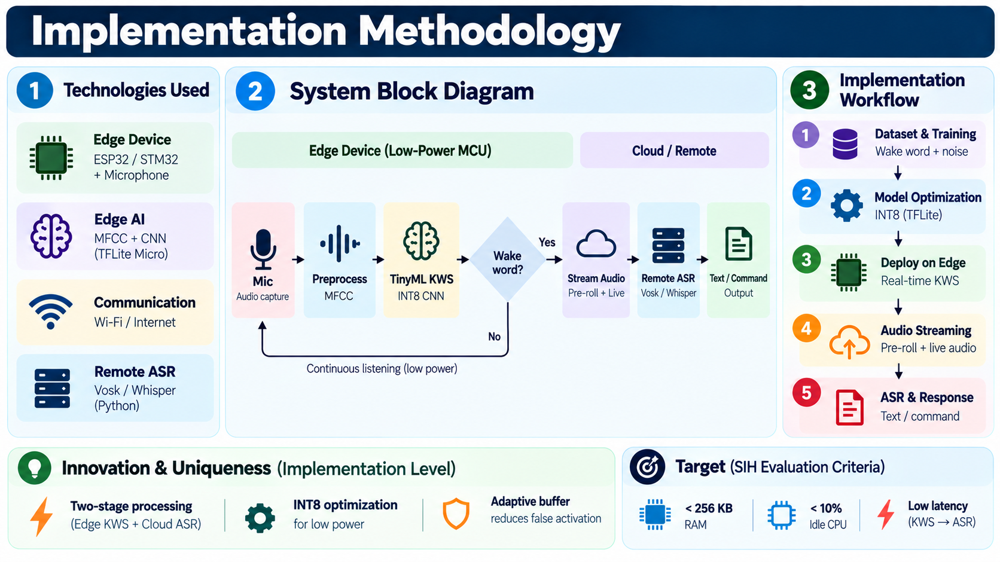 Implementation Methodology
1 Technologies Used
Edge Device
ESP32 / STM32
+ Microphone
Edge AI
MFCC + CNN
(TFLite Micro)
Communication
Wi-Fi / Internet
Remote ASR
Vosk / Whisper
(Python)
2 System Block Diagram
Edge Device (Low-Power MCU)
Cloud / Remote
Mic
Audio capture
Preprocess
MFCC
TinyML KWS
INT8 CNN
Wake
word?
Yes
No
Continuous listening (low power)
Stream Audio
Pre-roll + Live
Remote ASR
Vosk / Whisper
Text / Command
Output
3 Implementation
Workflow
1 Dataset & Training
Wake word + noise
2 Model Optimization
INT8 (TFLite)
3 Deploy on Edge
Real-time KWS
4 Audio Streaming
Pre-roll + live audio
5 ASR & Response
Text / command
Innovation & Uniqueness (Implementation Level)
Two-stage processing
(Edge KWS + Cloud ASR)
INT8 optimization
for low power
Adaptive buffer
reduces false activation
Target (SIH Evaluation Criteria)
< 256 KB
RAM
< 10%
Idle CPU
Low latency
(KWS → ASR)